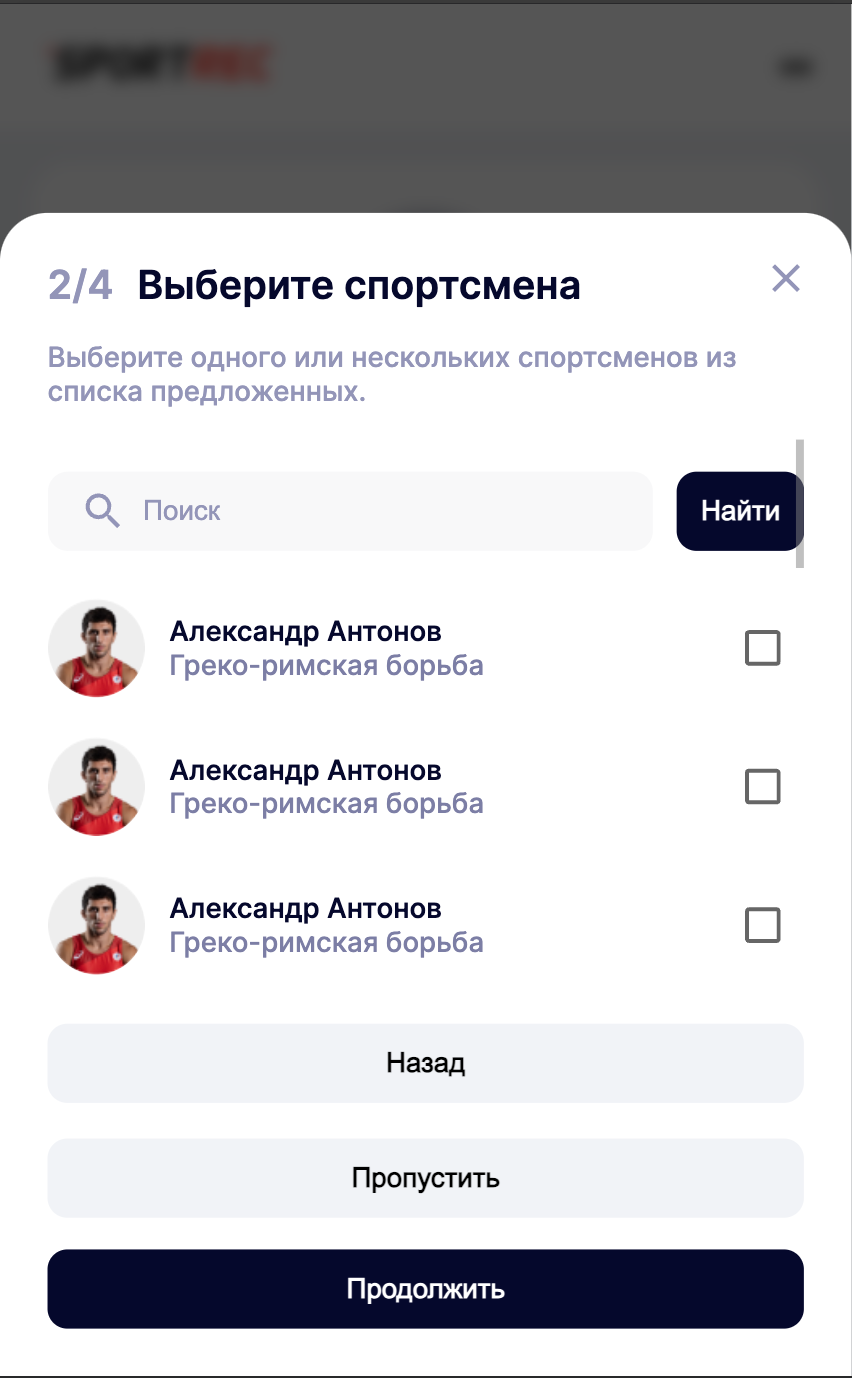 SPORTREC
2/4 Выберите спортсмена
Выберите одного или нескольких спортсменов из
списка предложенных.
Поиск
Найти
Александр Антонов
Греко-римская борьба
Александр Антонов
Греко-римская борьба
Александр Антонов
Греко-римская борьба
Назад
Пропустить
Продолжить